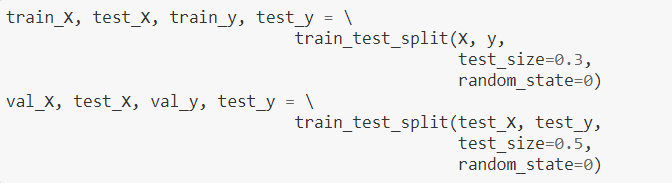 train_X, test_X, train_y, test_y = \
train_test_split(X, y,
test_size=0.3,
random_state=0)
val_X, test_X, val_y, test_y = \
train_test_split(test_X, test_y,
test_size=0.5,
random_state=0)